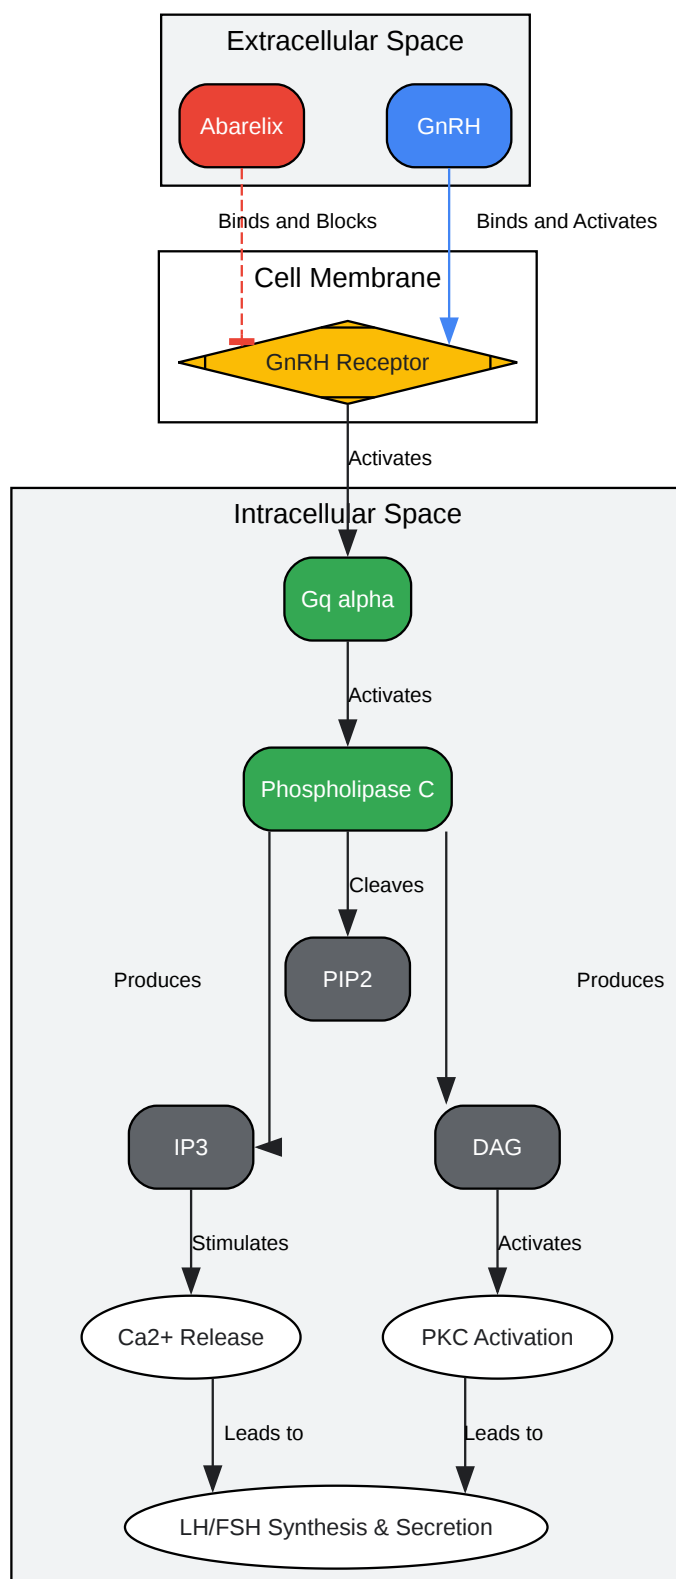 Extracellular Space
Abarelix
GnRH
Binds and Blocks
Binds and Activates
Cell Membrane
GnRH Receptor
Activates
Intracellular Space
Gq alpha
Activates
Phospholipase C
Cleaves
PIP2
Produces
Produces
IP3
DAG
Stimulates
Activates
Ca2+ Release
PKC Activation
Leads to
Leads to
LH/FSH Synthesis & Secretion